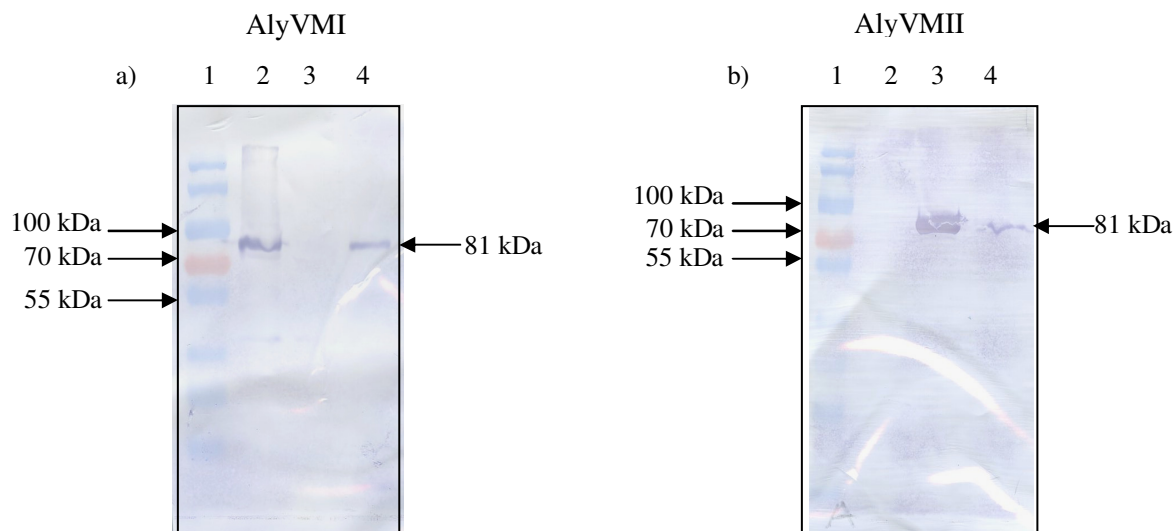 AlyVMI
a) 1 2 3 4
100 kDa
70 kDa
55 kDa
81 kDa
AlyVMII
b) 1 2 3 4
100 kDa
70 kDa
55 kDa
81 kDa
A